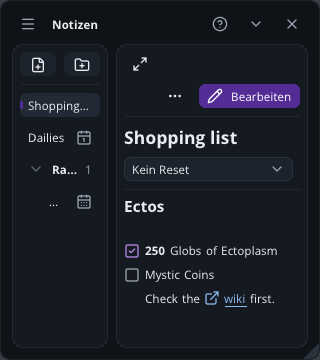 Notizen
Shopping...
Dailies
Ra... 1
...
Bearbeiten
Shopping list
Kein Reset
Ectos
250 Globs of Ectoplasm
Mystic Coins
Check the wiki first.